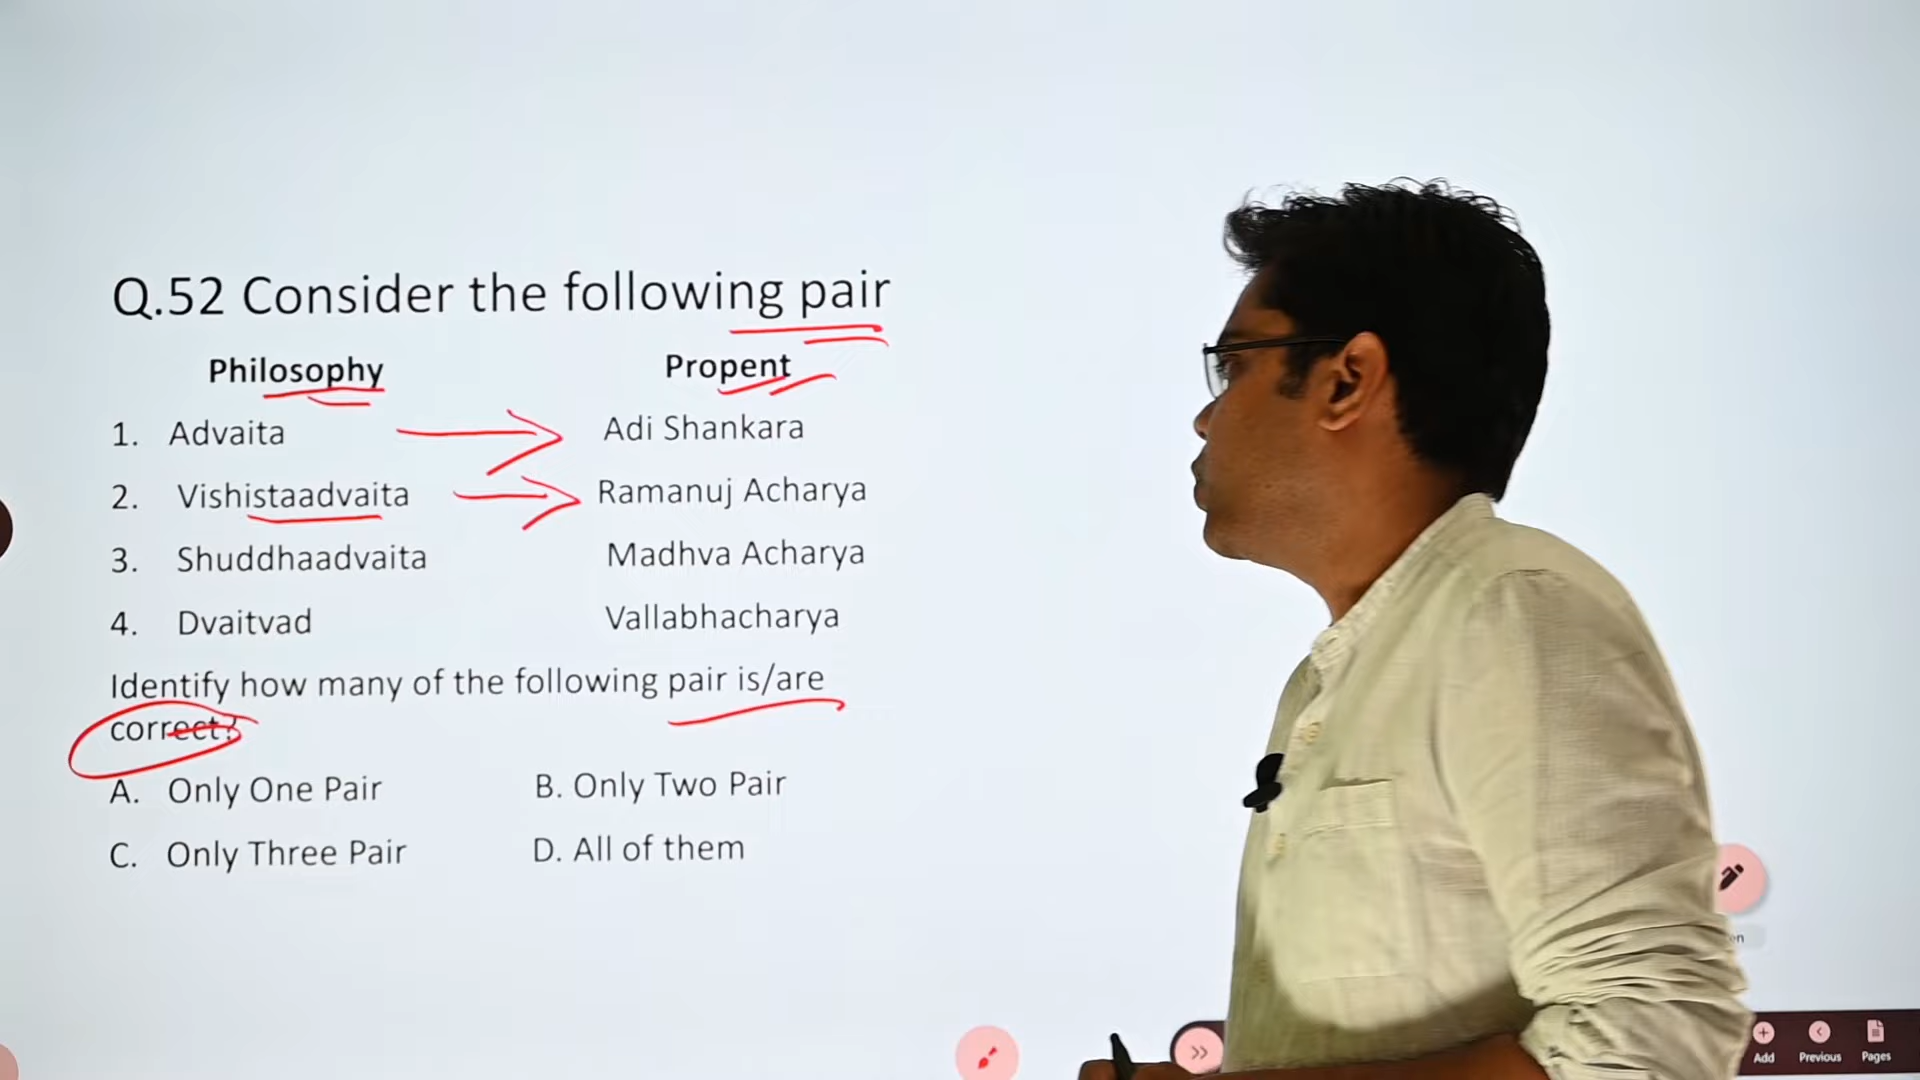 Q.52 Consider the following pair
Philosophy Propent
1. Advaita Adi Shankara
2. Vishistaadvaita Ramanuj Acharya
3. Shuddhaadvaita Madhva Acharya
4. Dvaitvad Vallabhacharya
Identify how many of the following pair is/are
correct?
A. Only One Pair B. Only Two Pair
C. Only Three Pair D. All of them
Add Previous Pages